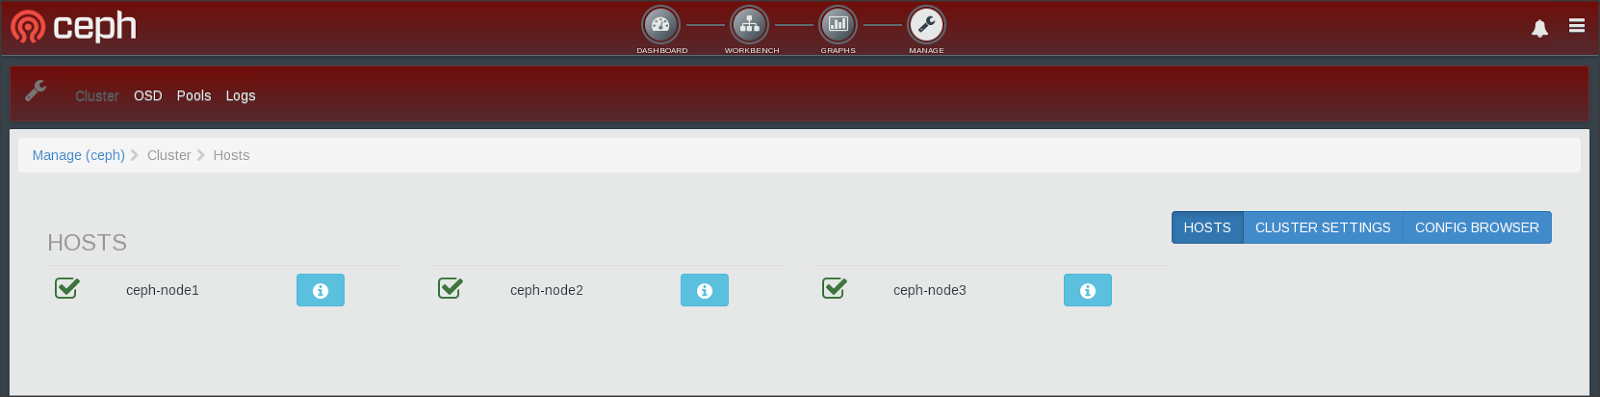 ceph
DASHBOARD WORKBENCH GRAPHS MANAGE
Cluster OSD Pools Logs
Manage (ceph) Cluster Hosts
HOSTS CLUSTER SETTINGS CONFIG BROWSER
HOSTS
ceph-node1 ceph-node2 ceph-node3